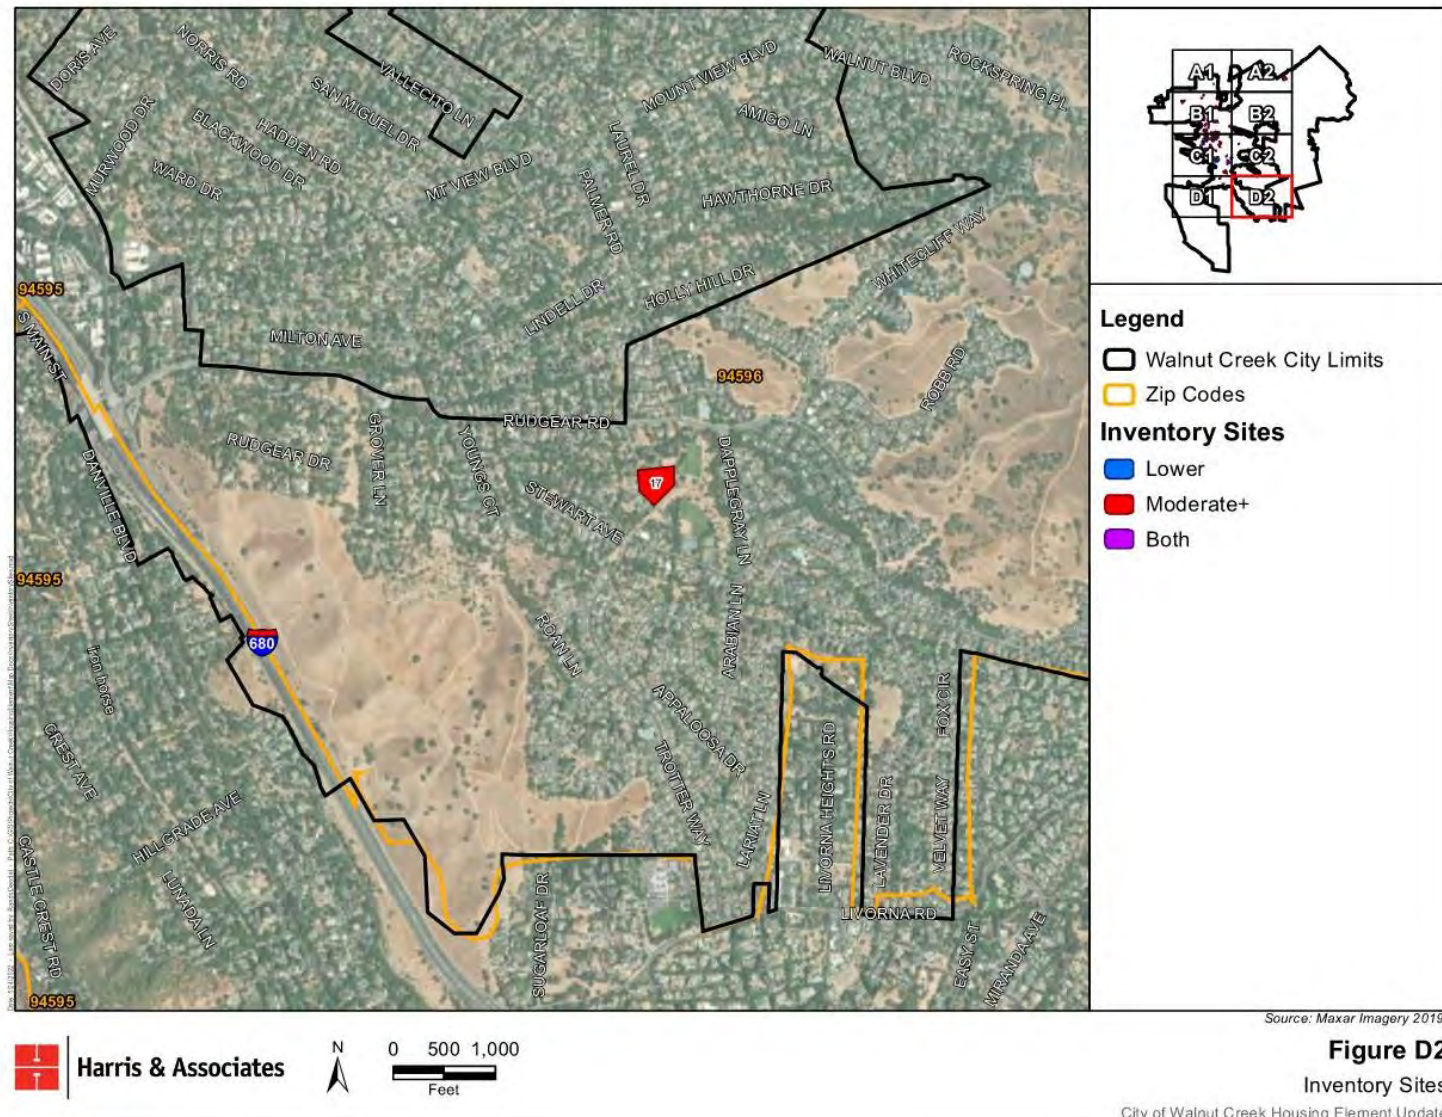 DORIS AVE
NORRIS RD
VALLECITO LN
SAN MIGUEL DR
MOUNT VIEW BLVD
WALNUT BLVD
ROCKSPRING PL
MURWOOD DR
BLACKWOOD DR
HADDEN RD
WARD DR
MT VIEW BLVD
LAUREL DR
PALMER RD
AMIGO LN
HAWTHORNE DR
WHITECLIFF WAY
HOLLY HILL DR
LINDELL DR
94595
S MAIN ST
MILTON AVE
94596
ROBB RD
RUDGEAR RD
RUDGEAR DR
GROVER LN
YOUNGS CT
STEWART AVE
17
DAPPLEGRAY LN
DANVILLE BLVD
94595
680
Iron horse
ROAN LN
ARABIAN LN
APPALOOSA DR
TROTTER WAY
LARIAT LN
LIVORNA HEIGHTS RD
LAVENDER DR
VELVET WAY
FOX CIR
CREST AVE
HILLGRADE AVE
LUNADA LN
CASTLE CREST RD
SUGARLOAF DR
LIVORNA RD
EASY ST
MIRANDA AVE
94595
A1 A2
B1 B2
C1 C2
D1 D2
Legend
Walnut Creek City Limits
Zip Codes
Inventory Sites
Lower
Moderate+
Both
Source: Maxar Imagery 2019
Harris & Associates
N
0 500 1,000
Feet
Figure D2
Inventory Sites
City of Walnut Creek Housing Element Update